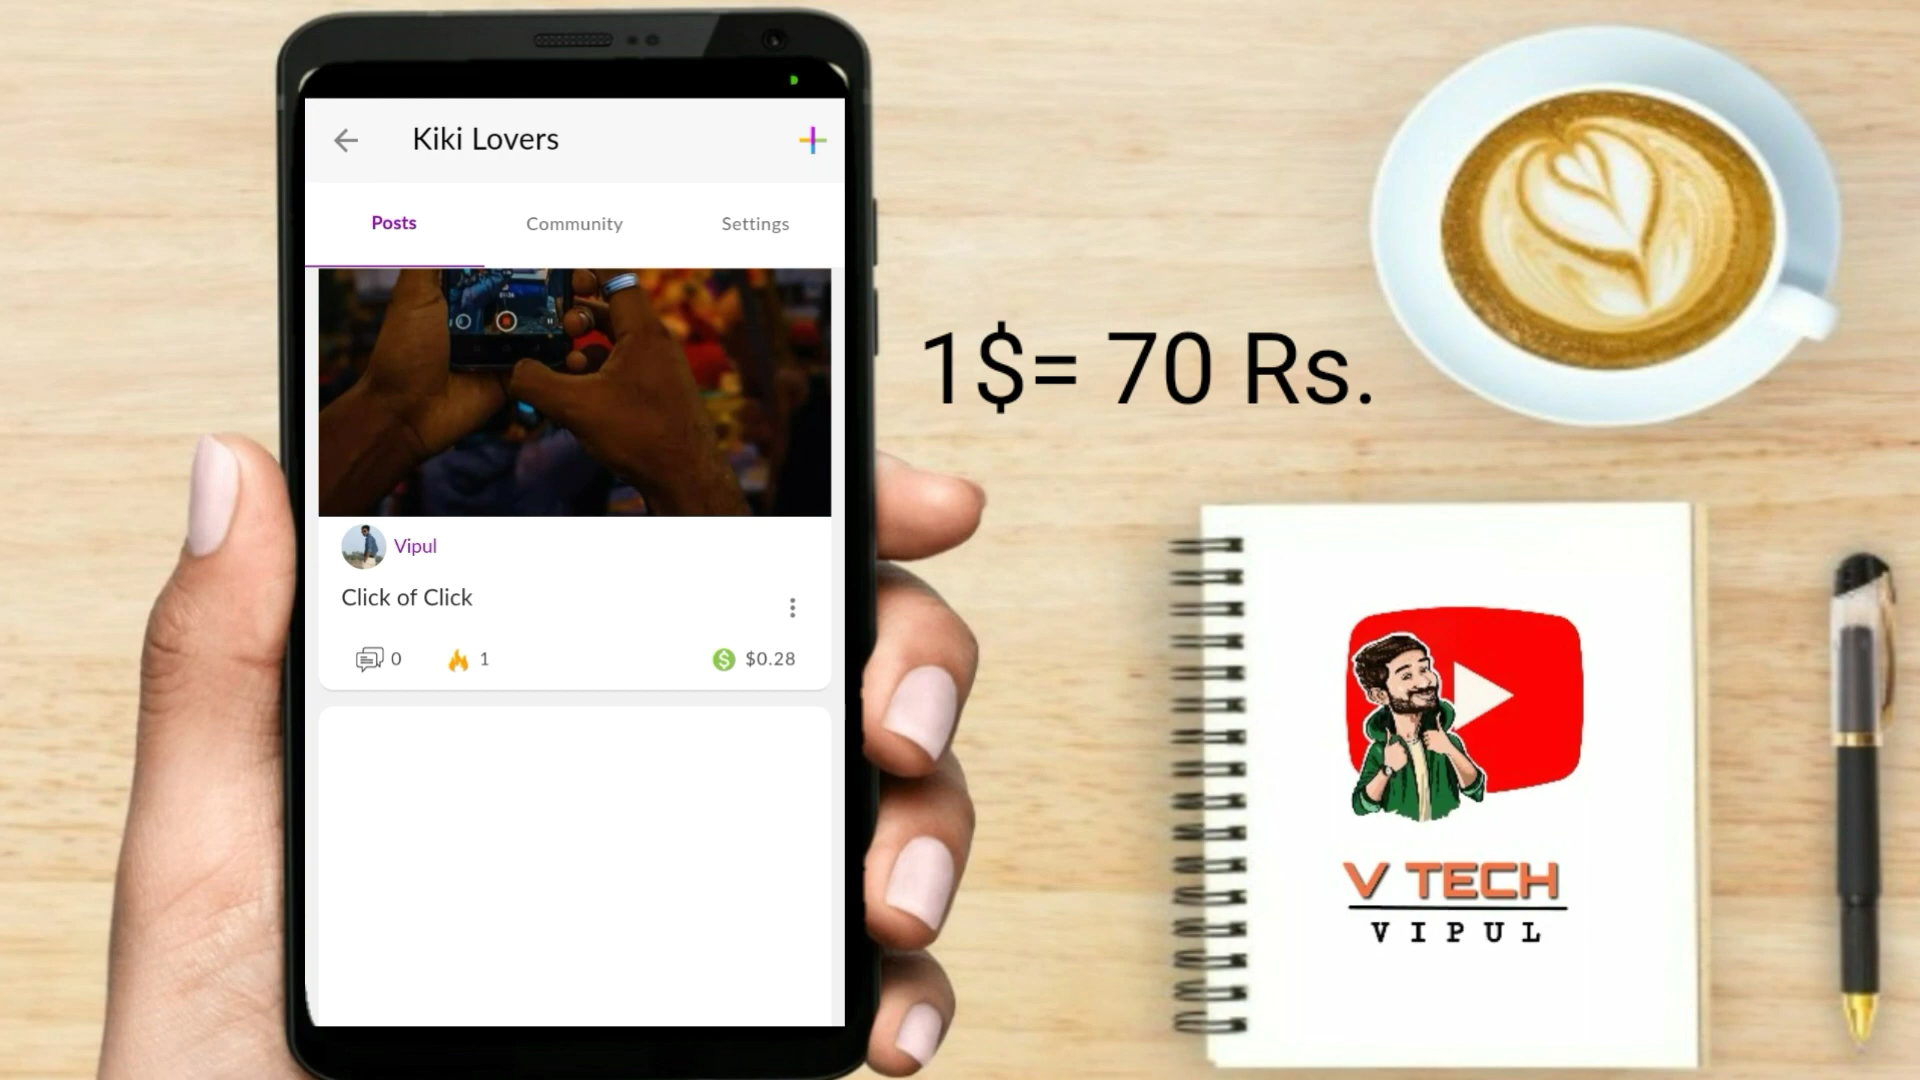 Kiki Lovers
Posts Community Settings
Vipul
Click of Click
0 1 $0.28
1$= 70 Rs.
V TECH
VIPUL